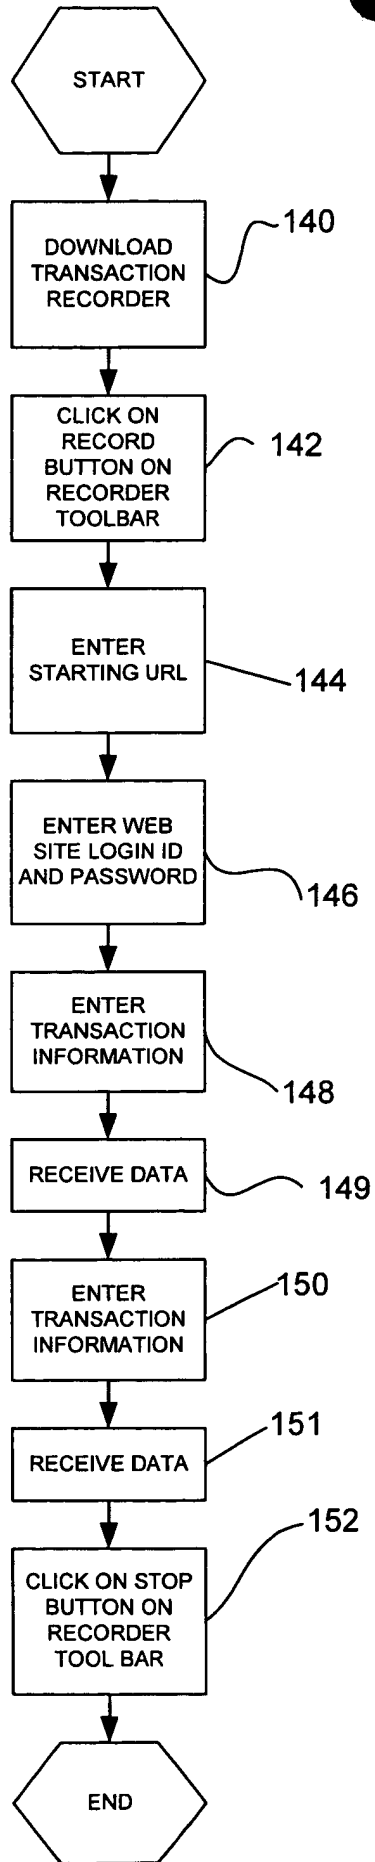 START
DOWNLOAD
TRANSACTION
RECORDER
140
CLICK ON
RECORD
BUTTON ON
RECORDER
TOOLBAR
142
ENTER
STARTING URL
144
ENTER WEB
SITE LOGIN ID
AND PASSWORD
146
ENTER
TRANSACTION
INFORMATION
148
RECEIVE DATA
149
ENTER
TRANSACTION
INFORMATION
150
RECEIVE DATA
151
CLICK ON STOP
BUTTON ON
RECORDER
TOOL BAR
152
END